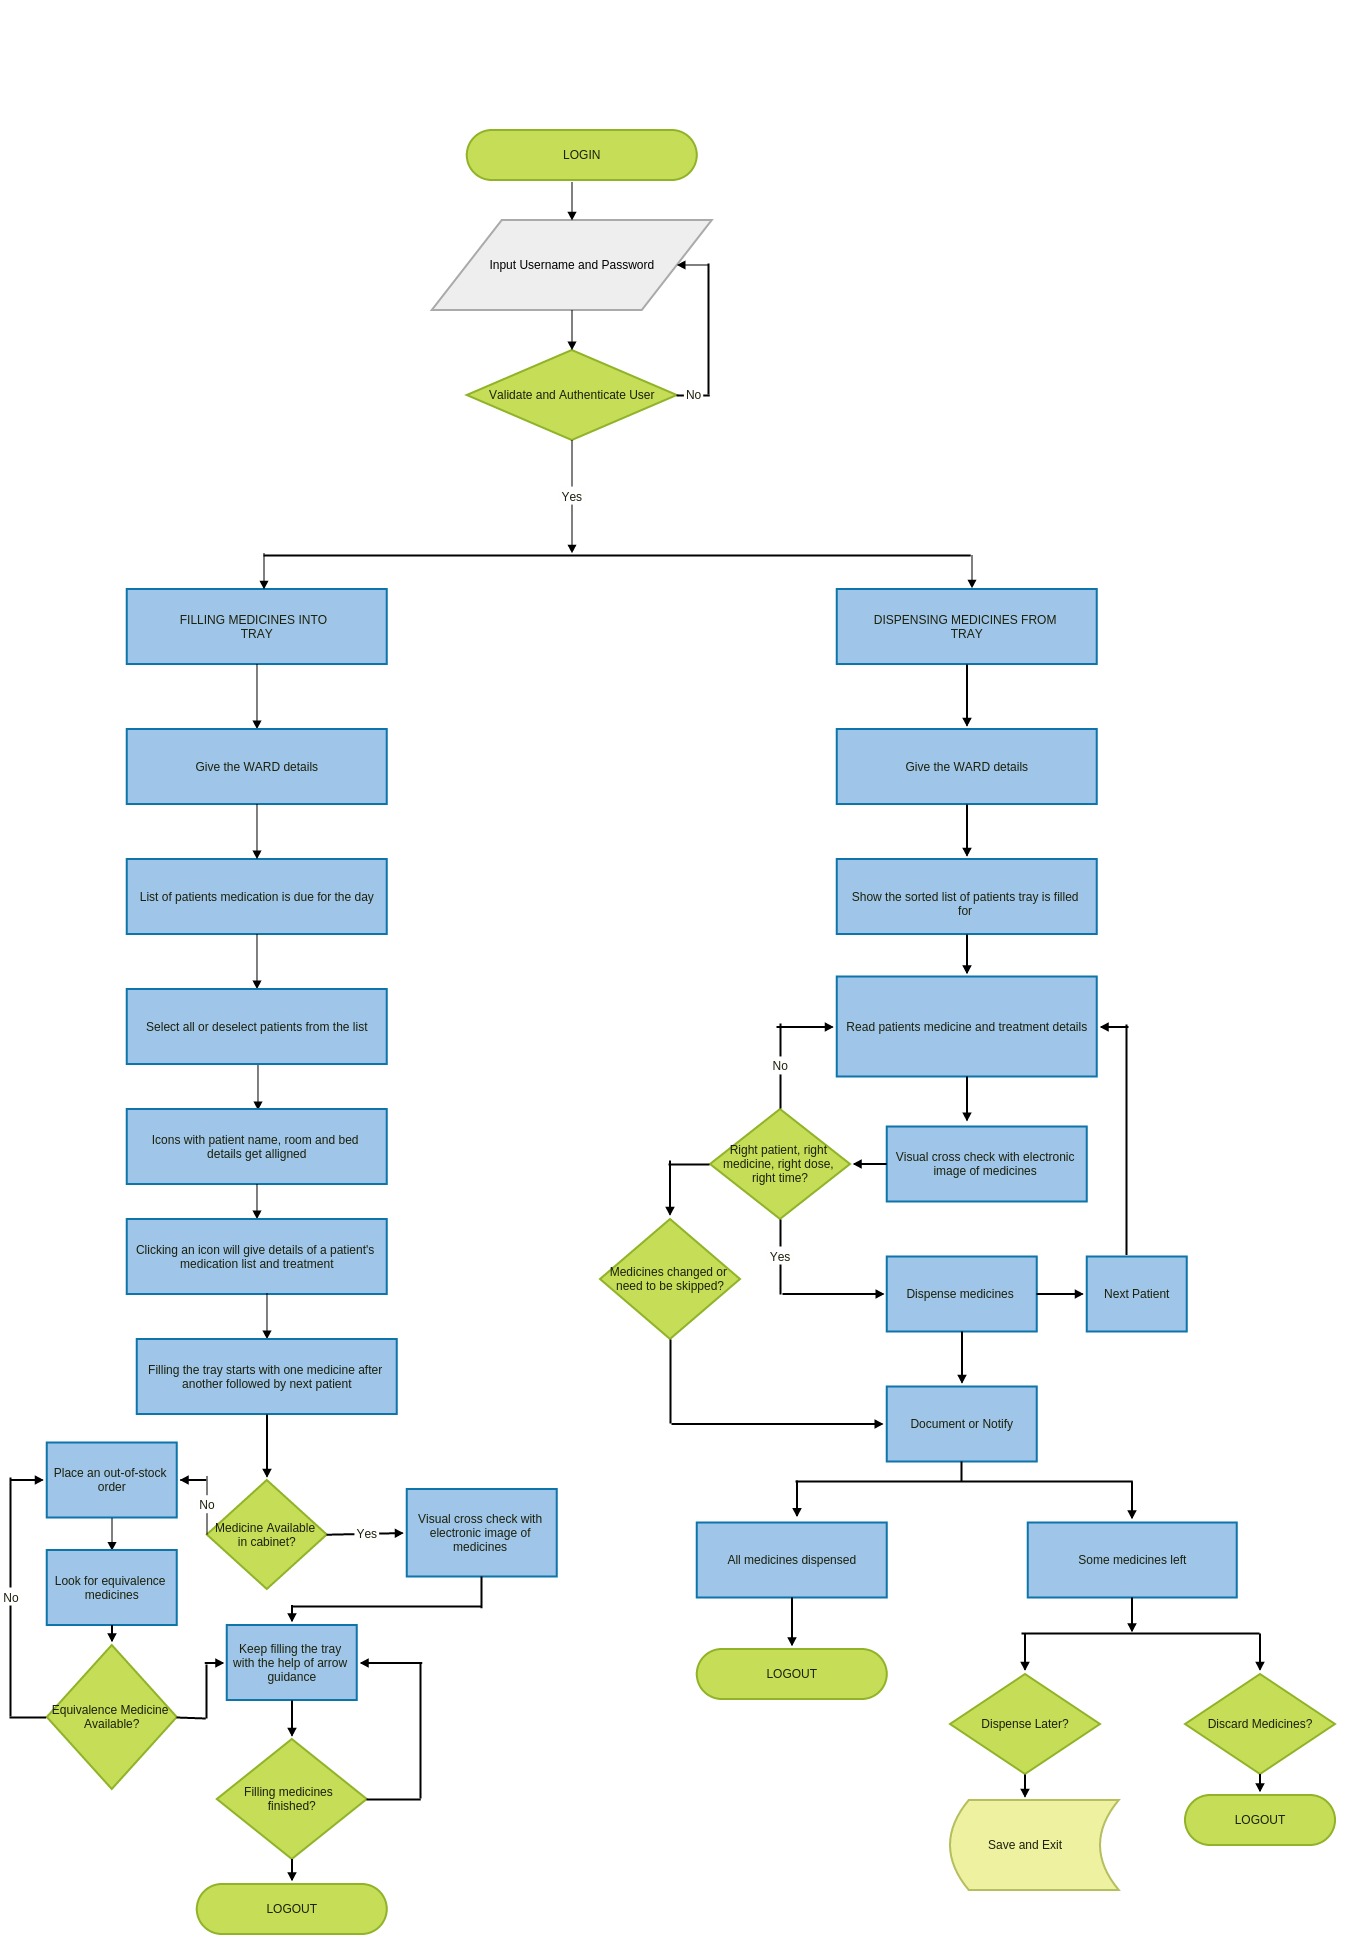 LOGIN
Input Username and Password
Validate and Authenticate User
No
Yes
FILLING MEDICINES INTO
TRAY
Give the WARD details
List of patients medication is due for the day
Select all or deselect patients from the list
Icons with patient name, room and bed
details get alligned
Clicking an icon will give details of a patient's
medication list and treatment
Filling the tray starts with one medicine after
another followed by next patient
Medicine Available
in cabinet?
No
Yes
Place an out-of-stock
order
Look for equivalence
medicines
No
Equivalence Medicine
Available?
Visual cross check with
electronic image of
medicines
Keep filling the tray
with the help of arrow
guidance
Filling medicines
finished?
LOGOUT
DISPENSING MEDICINES FROM
TRAY
Give the WARD details
Show the sorted list of patients tray is filled
for
Read patients medicine and treatment details
Visual cross check with electronic
image of medicines
No
Right patient, right
medicine, right dose,
right time?
Yes
Medicines changed or
need to be skipped?
Dispense medicines
Next Patient
Document or Notify
All medicines dispensed
LOGOUT
Some medicines left
Dispense Later?
Discard Medicines?
Save and Exit
LOGOUT